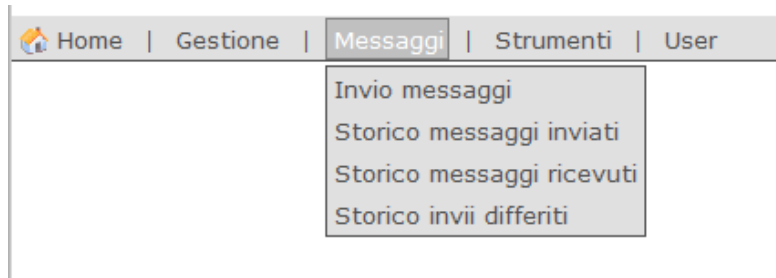 Home | Gestione | Messaggi | Strumenti | User
Invio messaggi
Storico messaggi inviati
Storico messaggi ricevuti
Storico invii differiti